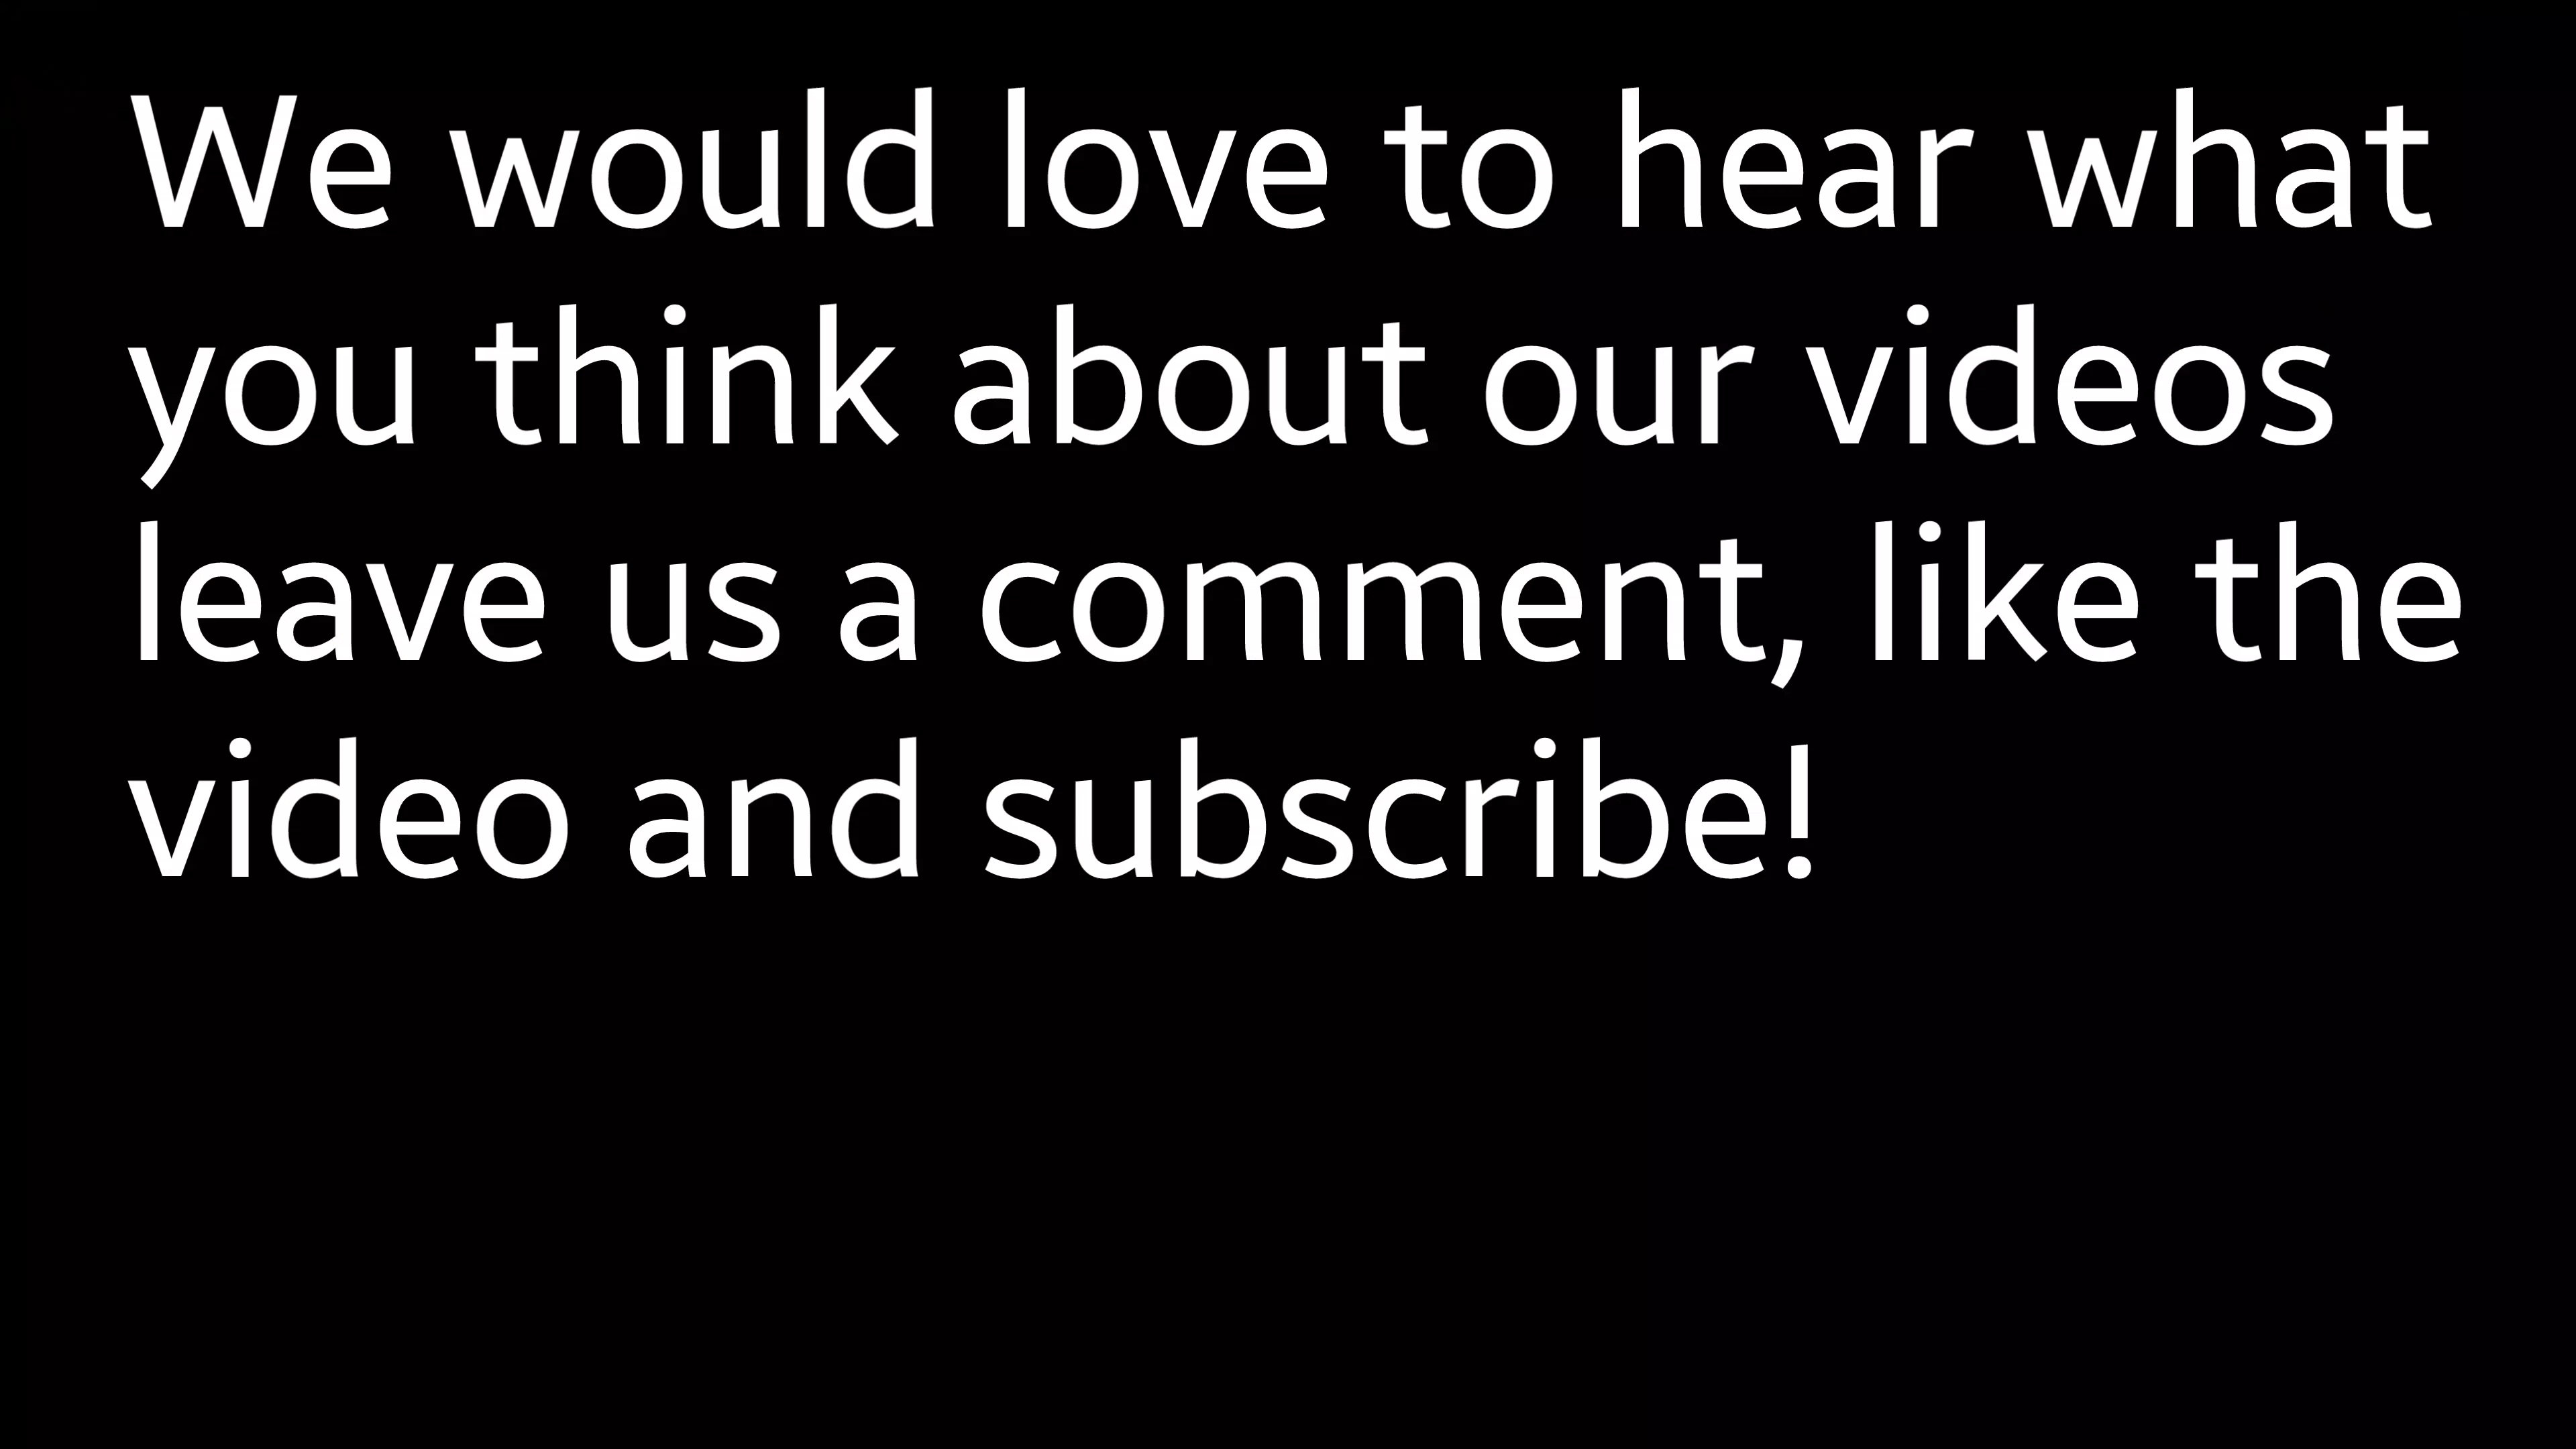 We would love to hear what
you think about our videos
leave us a comment, like the
video and subscribe!